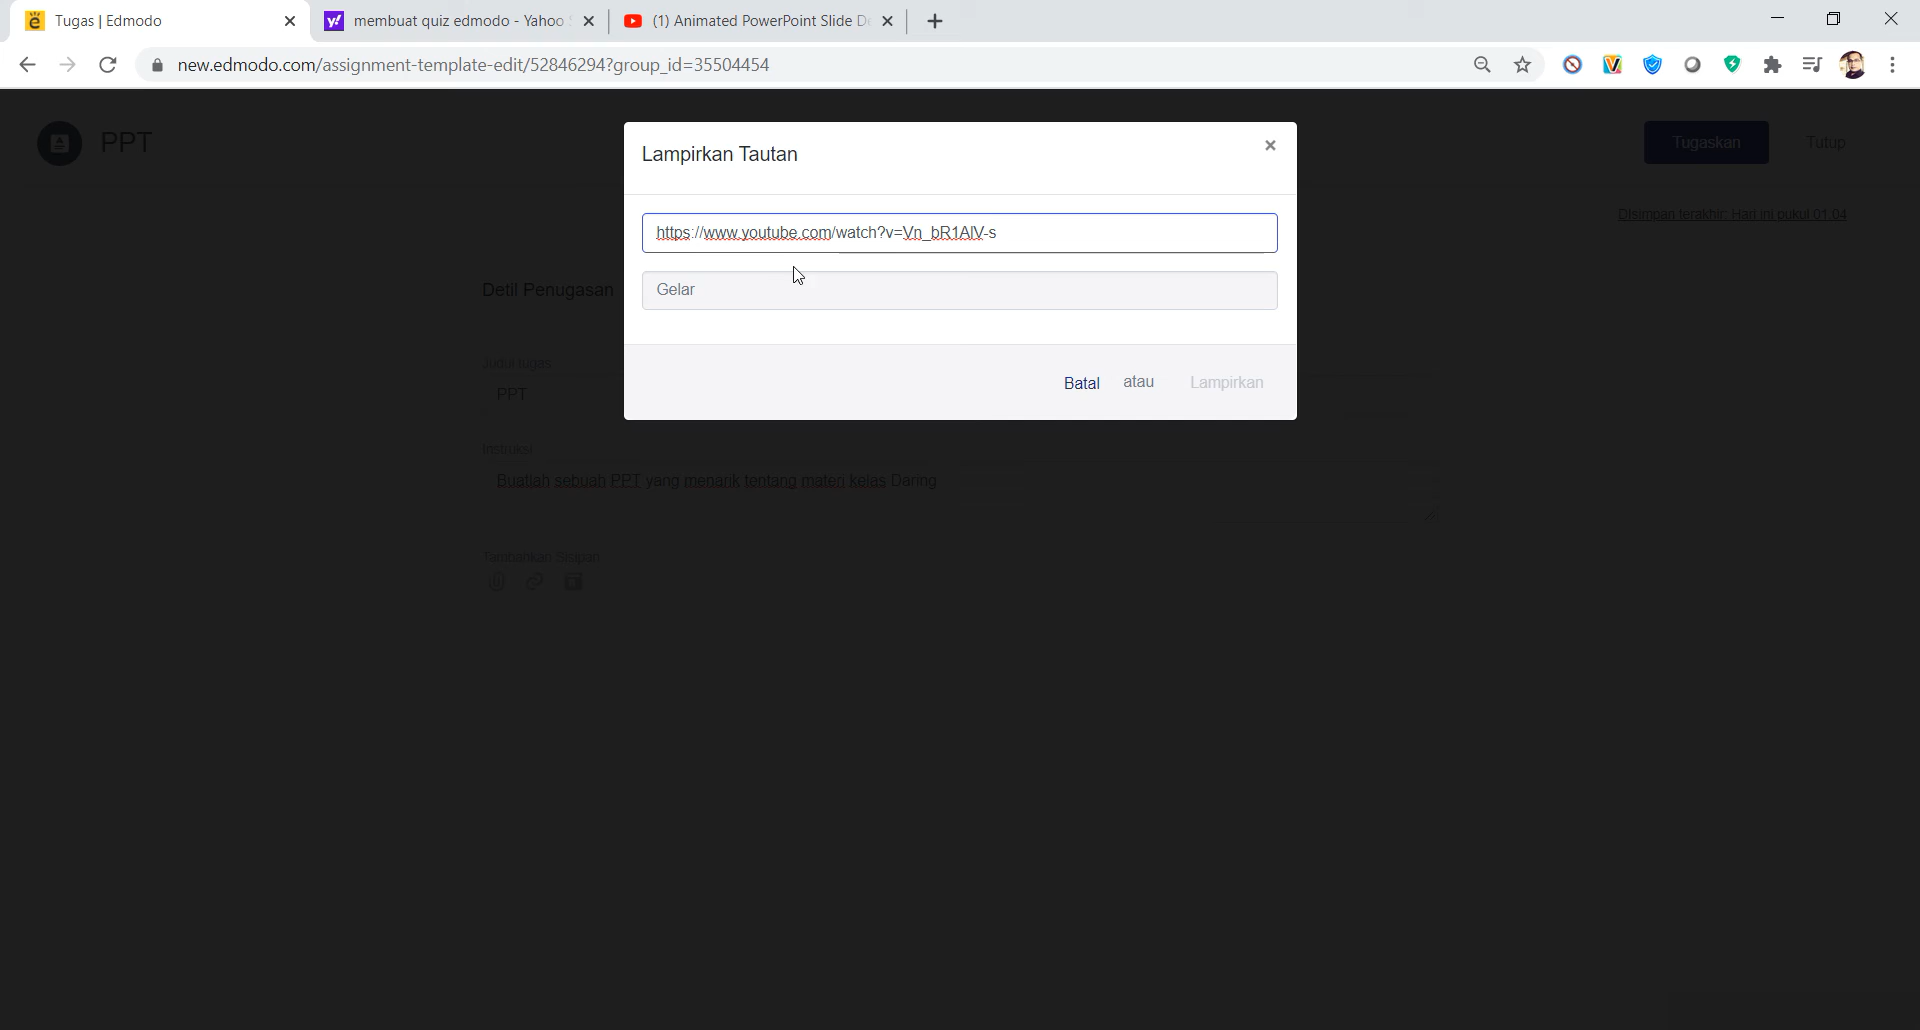 Tugas | Edmodo
membuat quiz edmodo - Yahoo
(1) Animated PowerPoint Slide De
new.edmodo.com/assignment-template-edit/52846294?group_id=35504454
PPT
Tugaskan
Tutup
Lampirkan Tautan
Disimpan terakhir: Hari ini pukul 01.04
https://www.youtube.com/watch?v=Vn_bR1AlV-s
Detil Penugasan
Gelar
Judul tugas
PPT
Batal
atau
Lampirkan
Instruksi
Buatlah sebuah PPT yang menarik tentang materi kelas Daring
Tambahkan Sisipan